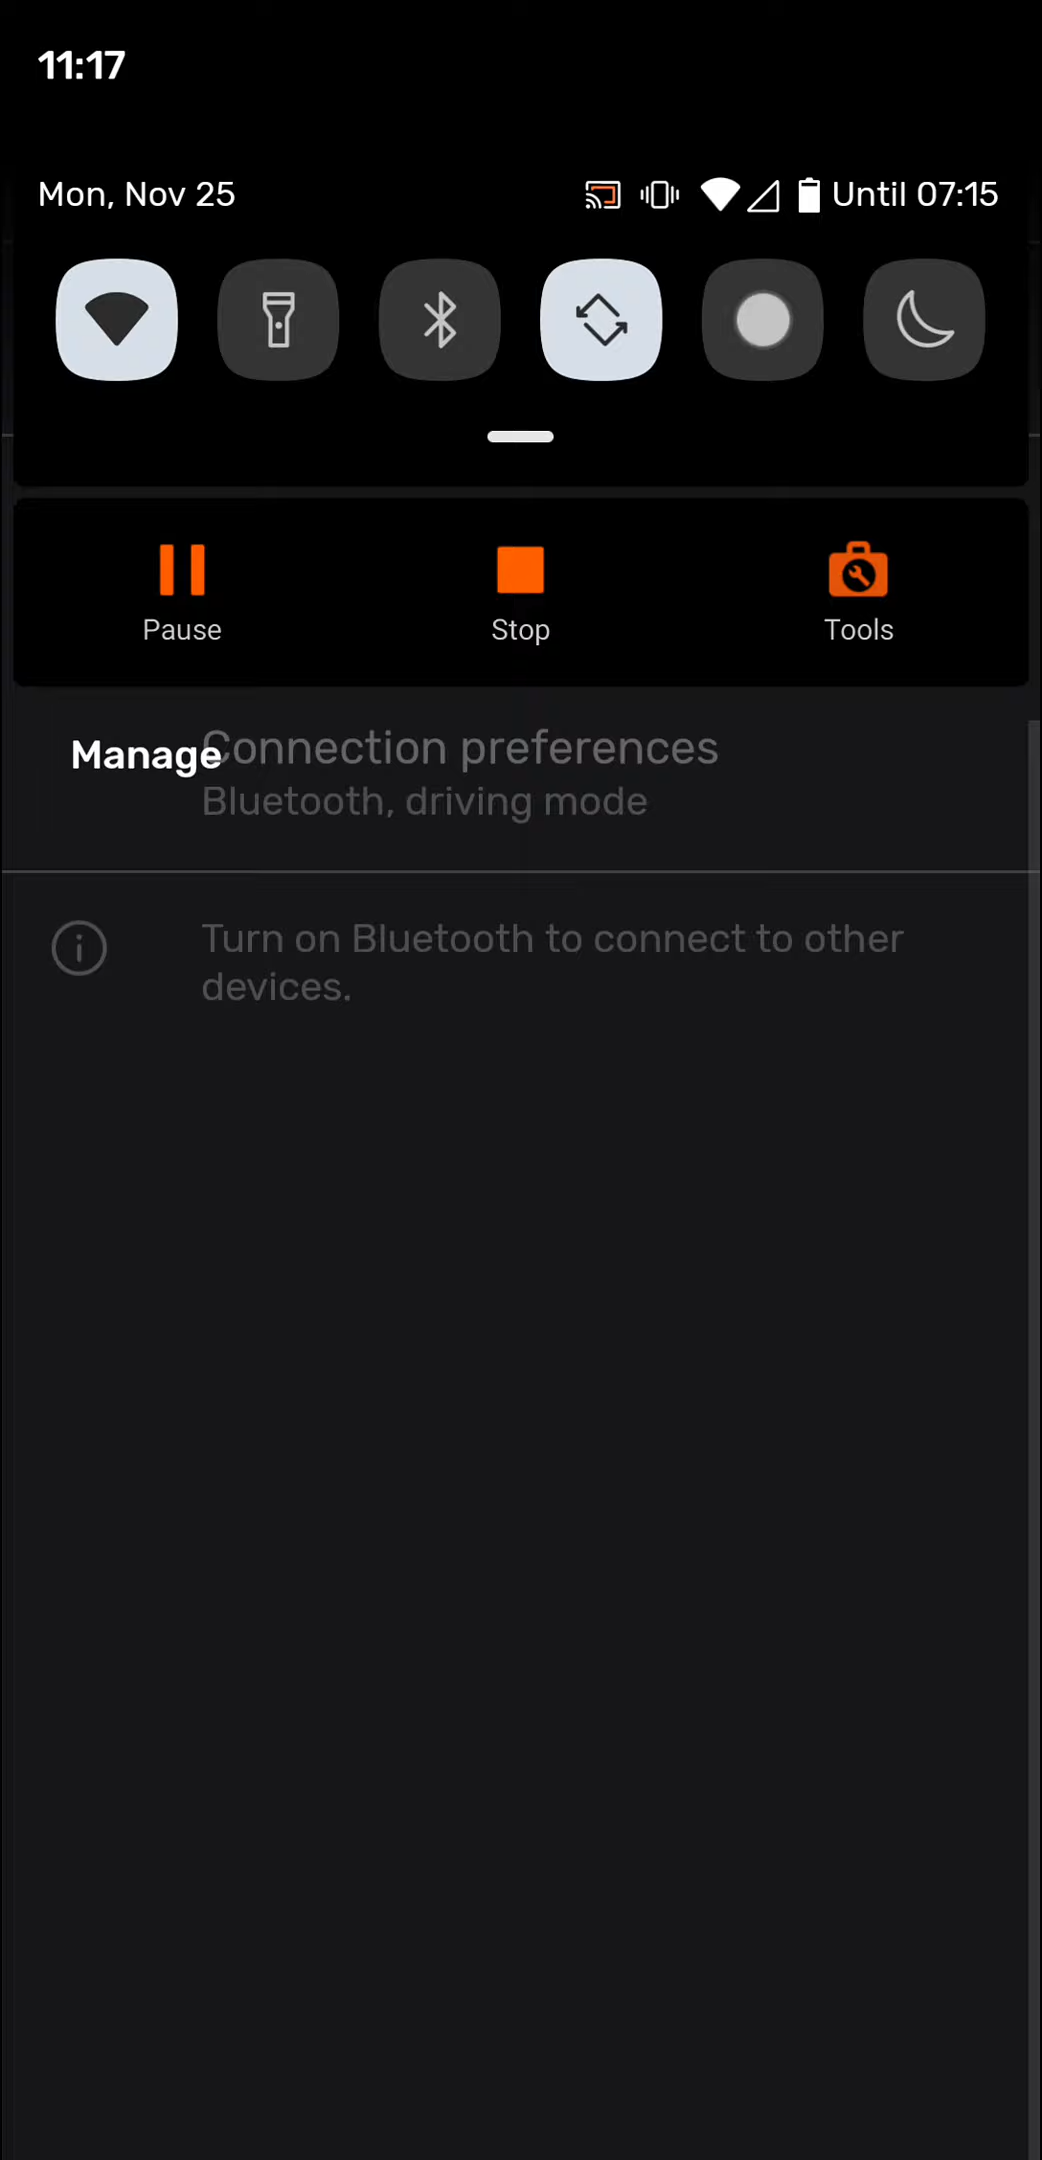 11:17
Mon, Nov 25
Until 07:15
Pause
Stop
Tools
Manage
Connection preferences
Bluetooth, driving mode
Turn on Bluetooth to connect to other
devices.